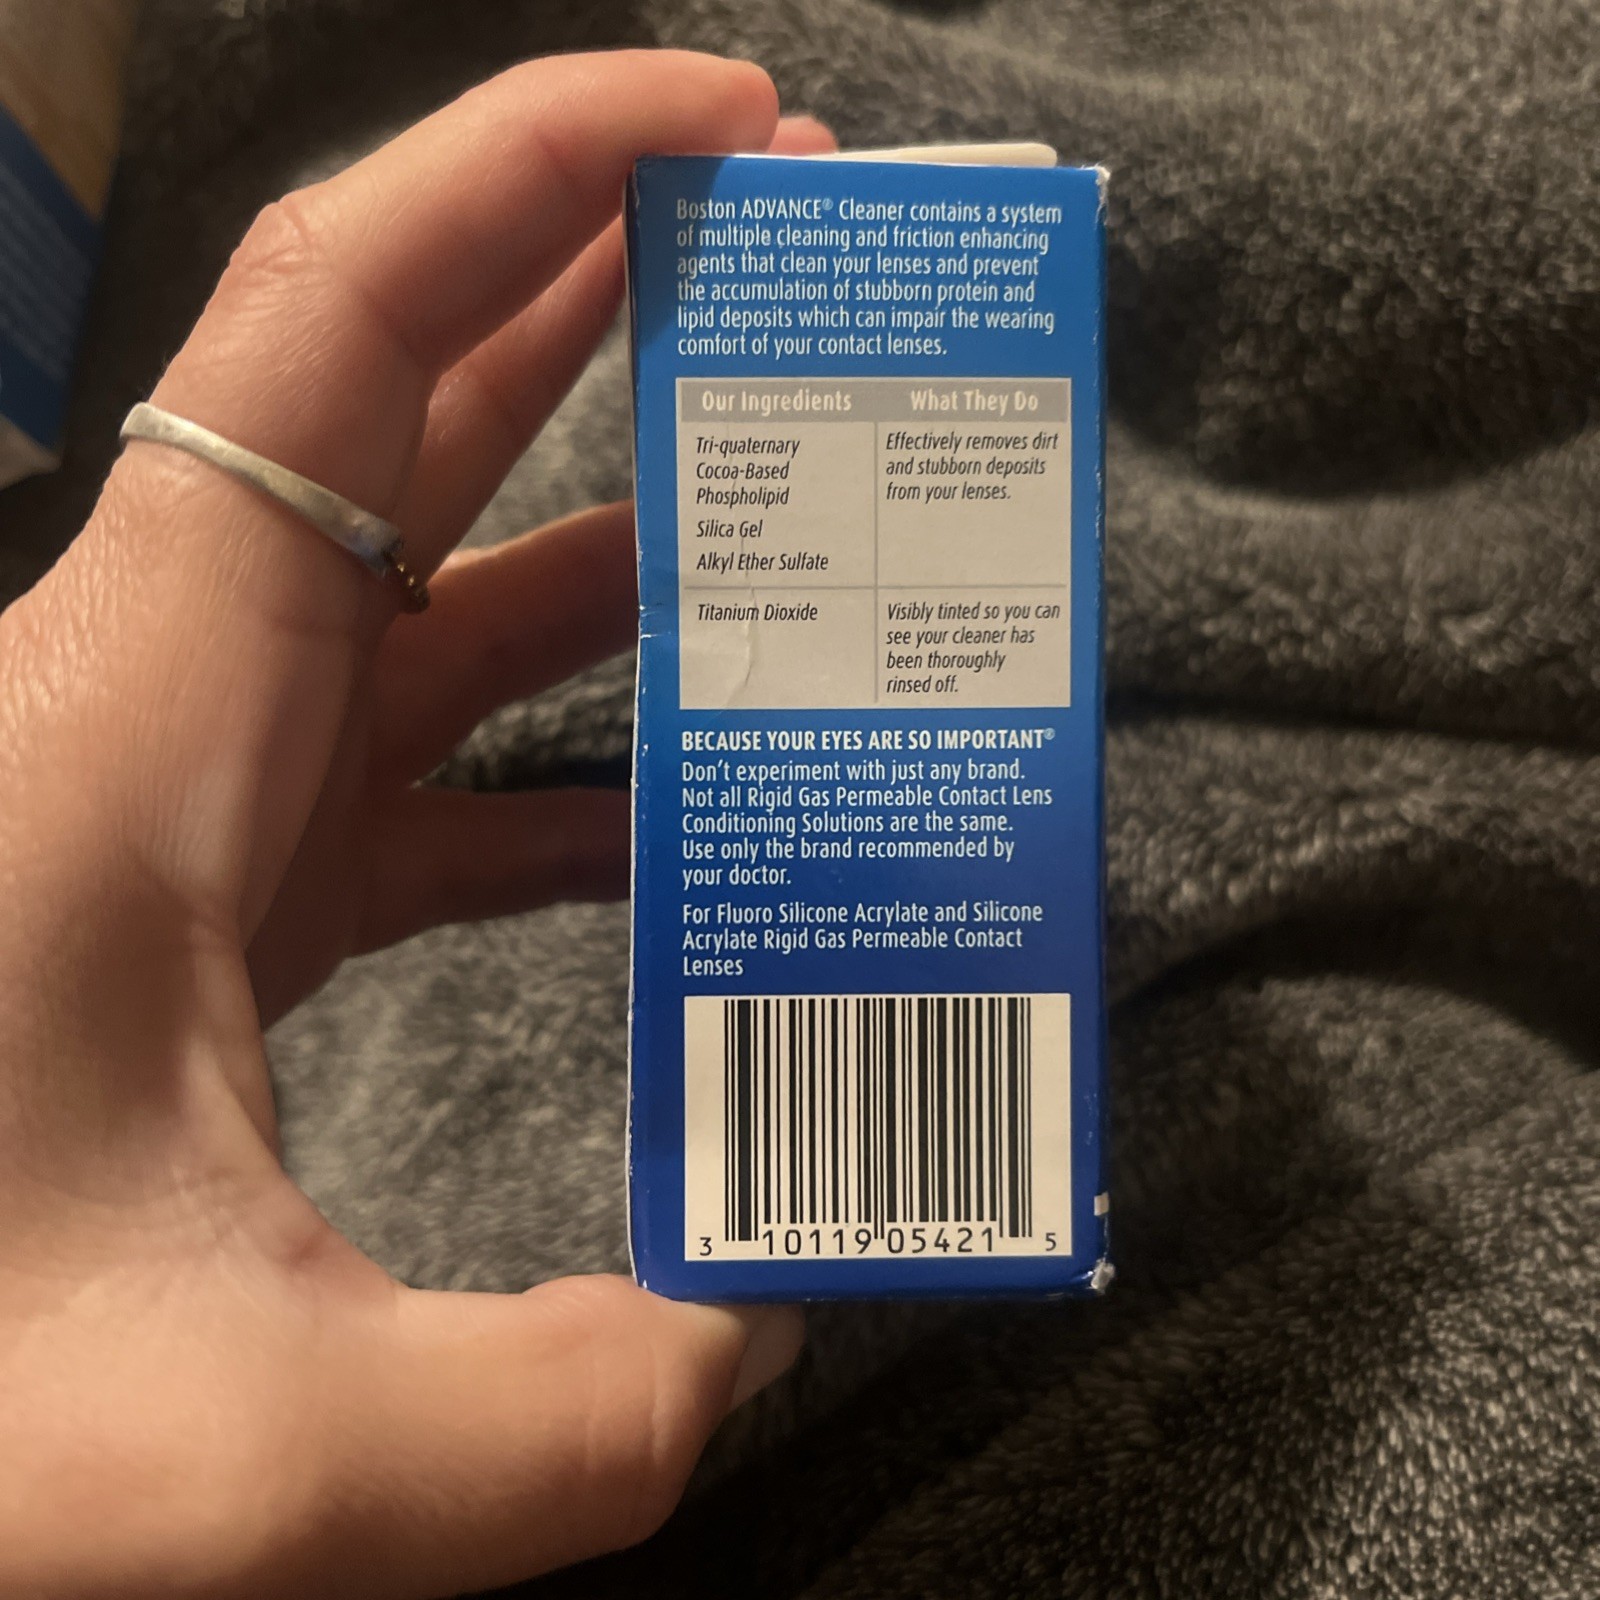 Boston ADVANCE® Cleaner contains a system
of multiple cleaning and friction enhancing
agents that clean your lenses and prevent
the accumulation of stubborn protein and
lipid deposits which can impair the wearing
comfort of your contact lenses.
Our Ingredients What They Do
Tri-quaternary
Cocoa-Based
Phospholipid
Silica Gel
Alkyl Ether Sulfate
Effectively removes dirt
and stubborn deposits
from your lenses.
Titanium Dioxide
Visibly tinted so you can
see your cleaner has
been thoroughly
rinsed off.
BECAUSE YOUR EYES ARE SO IMPORTANT®
Don't experiment with just any brand.
Not all Rigid Gas Permeable Contact Lens
Conditioning Solutions are the same.
Use only the brand recommended by
your doctor.
For Fluoro Silicone Acrylate and Silicone
Acrylate Rigid Gas Permeable Contact
Lenses
3 10119 05421 5